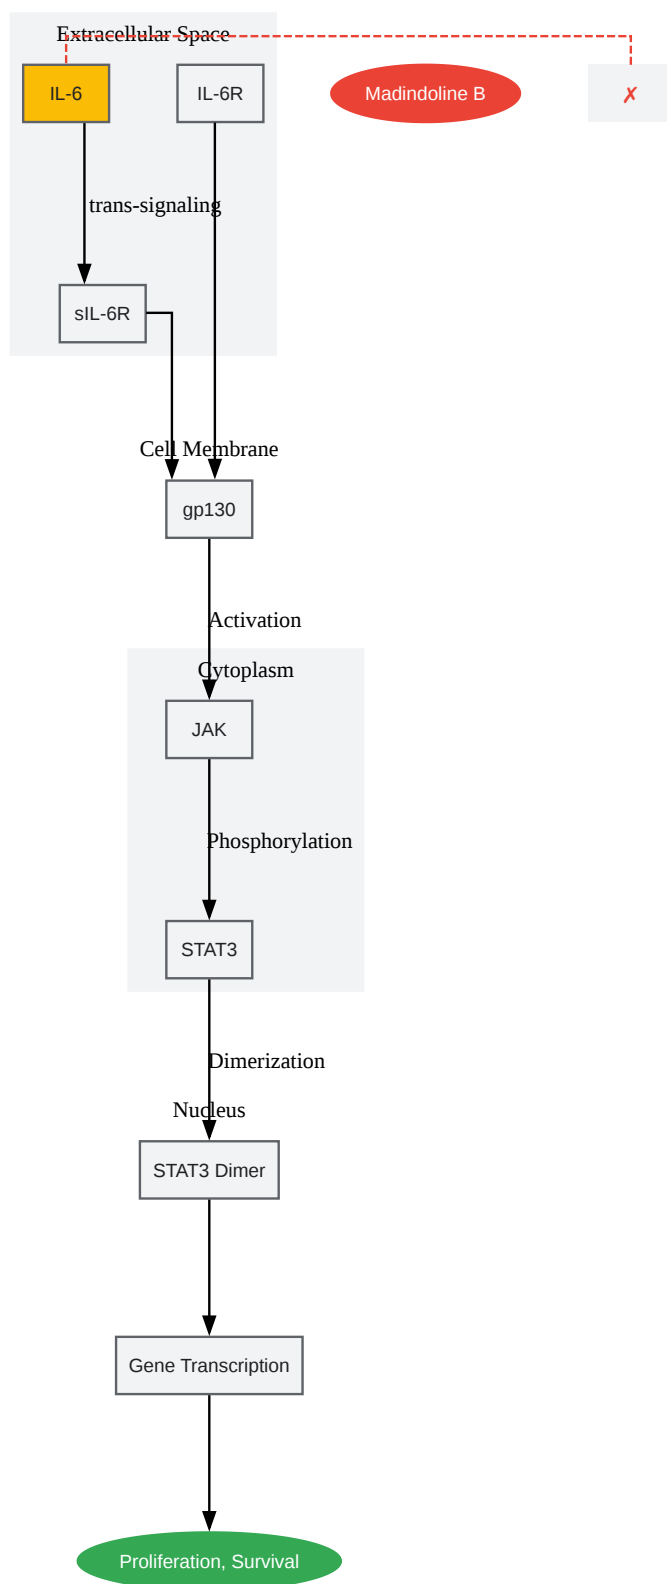 Extracellular Space
IL-6
IL-6R
Madindoline B
✗
trans-signaling
sIL-6R
Cell Membrane
gp130
Activation
Cytoplasm
JAK
Phosphorylation
STAT3
Dimerization
Nucleus
STAT3 Dimer
Gene Transcription
Proliferation, Survival